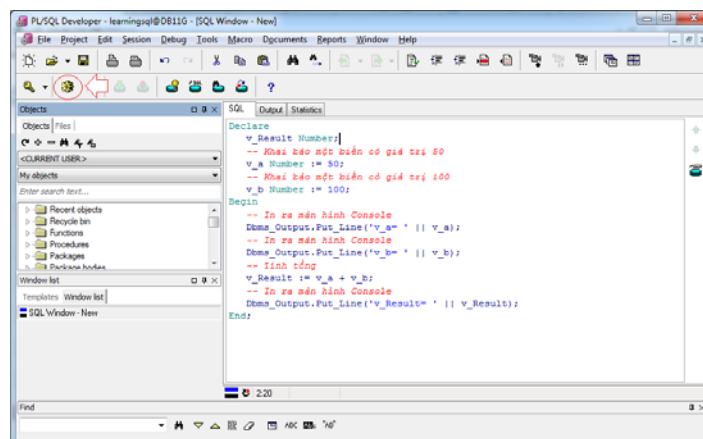 PL/SQL Developer - learningsql@DB11G - [SQL Window - New]
File Project Edit Session Debug Tools Macro Documents Reports Window Help
Objects
Objects Files
<CURRENT USER>
My objects
Enter search text...
Recent objects
Recycle bin
Functions
Procedures
Packages
Package bodies
Window list
Templates Window list
SQL Window - New
SQL Output Statistics
Declare
v_Result Number;
-- Khai báo một biến có giá trị 50
v_a Number := 50;
-- Khai báo một biến có giá trị 100
v_b Number := 100;
Begin
-- In ra màn hình Console
Dbms_Output.Put_Line('v_a= ' || v_a);
-- In ra màn hình Console
Dbms_Output.Put_Line('v_b= ' || v_b);
-- Tính tổng
v_Result := v_a + v_b;
-- In ra màn hình Console
Dbms_Output.Put_Line('v_Result= ' || v_Result);
End;
2:20
Find
ABC "AB"